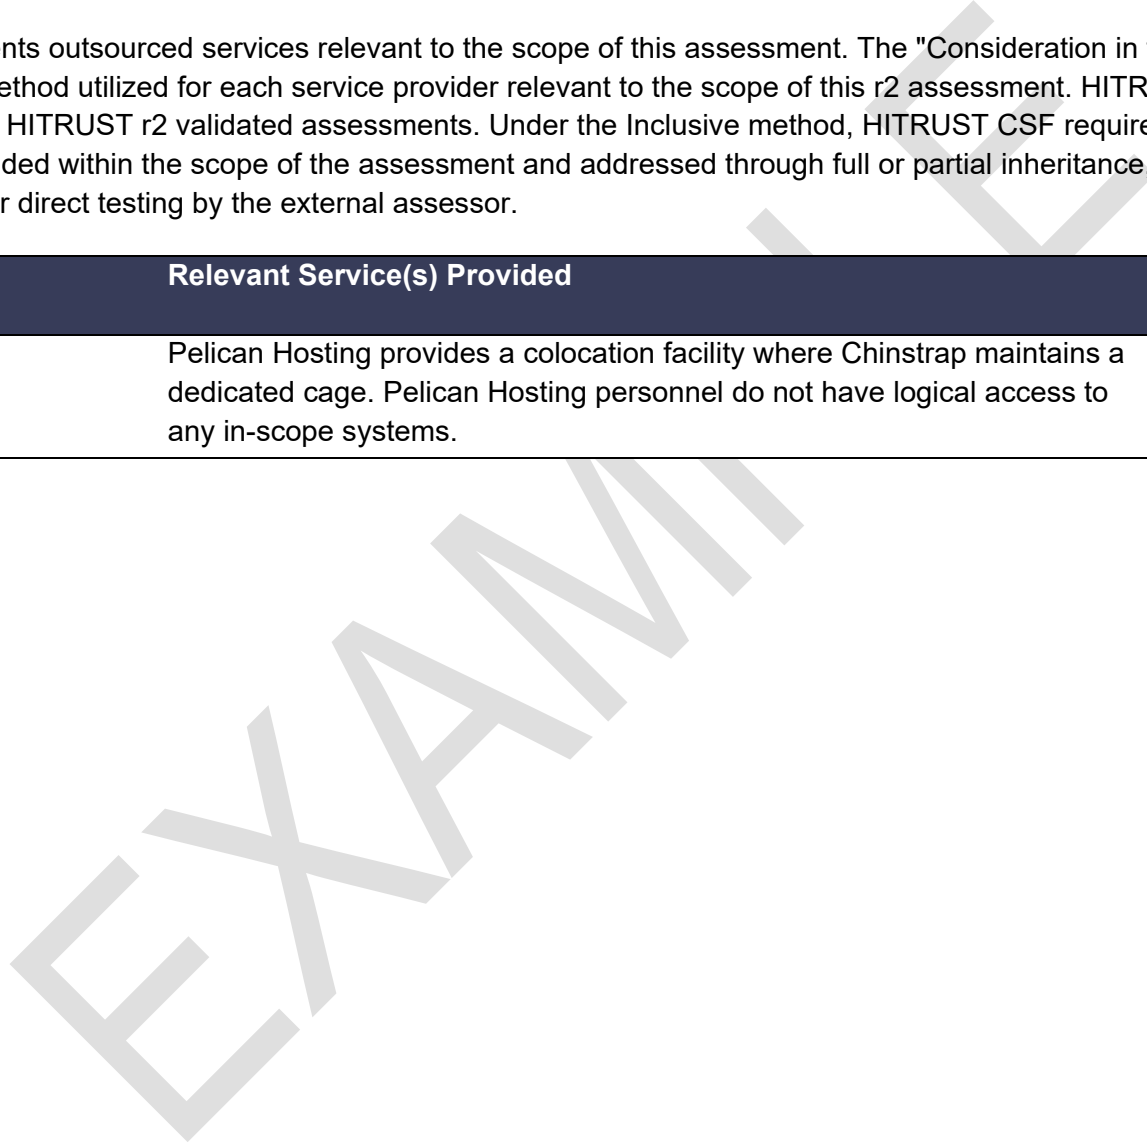 nts outsourced services relevant to the scope of this assessment. The "Consideration in
ethod utilized for each service provider relevant to the scope of this r2 assessment. HITR
HITRUST r2 validated assessments. Under the Inclusive method, HITRUST CSF require
ded within the scope of the assessment and addressed through full or partial inheritance,
r direct testing by the external assessor.
Relevant Service(s) Provided
Pelican Hosting provides a colocation facility where Chinstrap maintains a
dedicated cage. Pelican Hosting personnel do not have logical access to
any in-scope systems.
EXAMPLE